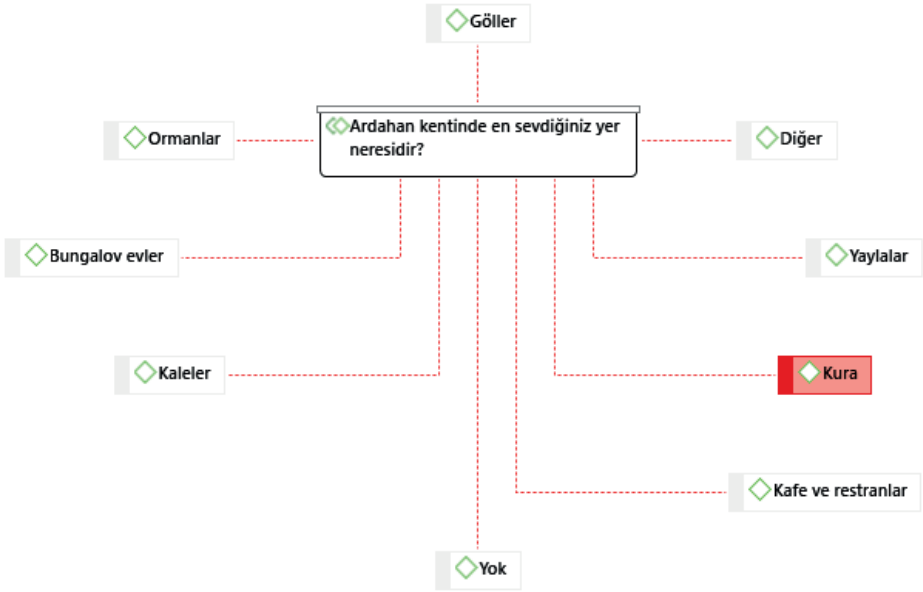 Göller
Ardahan kentinde en sevdiğiniz yer
neresidir?
Ormanlar
Diğer
Bungalov evler
Yaylalar
Kaleler
Kura
Kafe ve restranlar
Yok